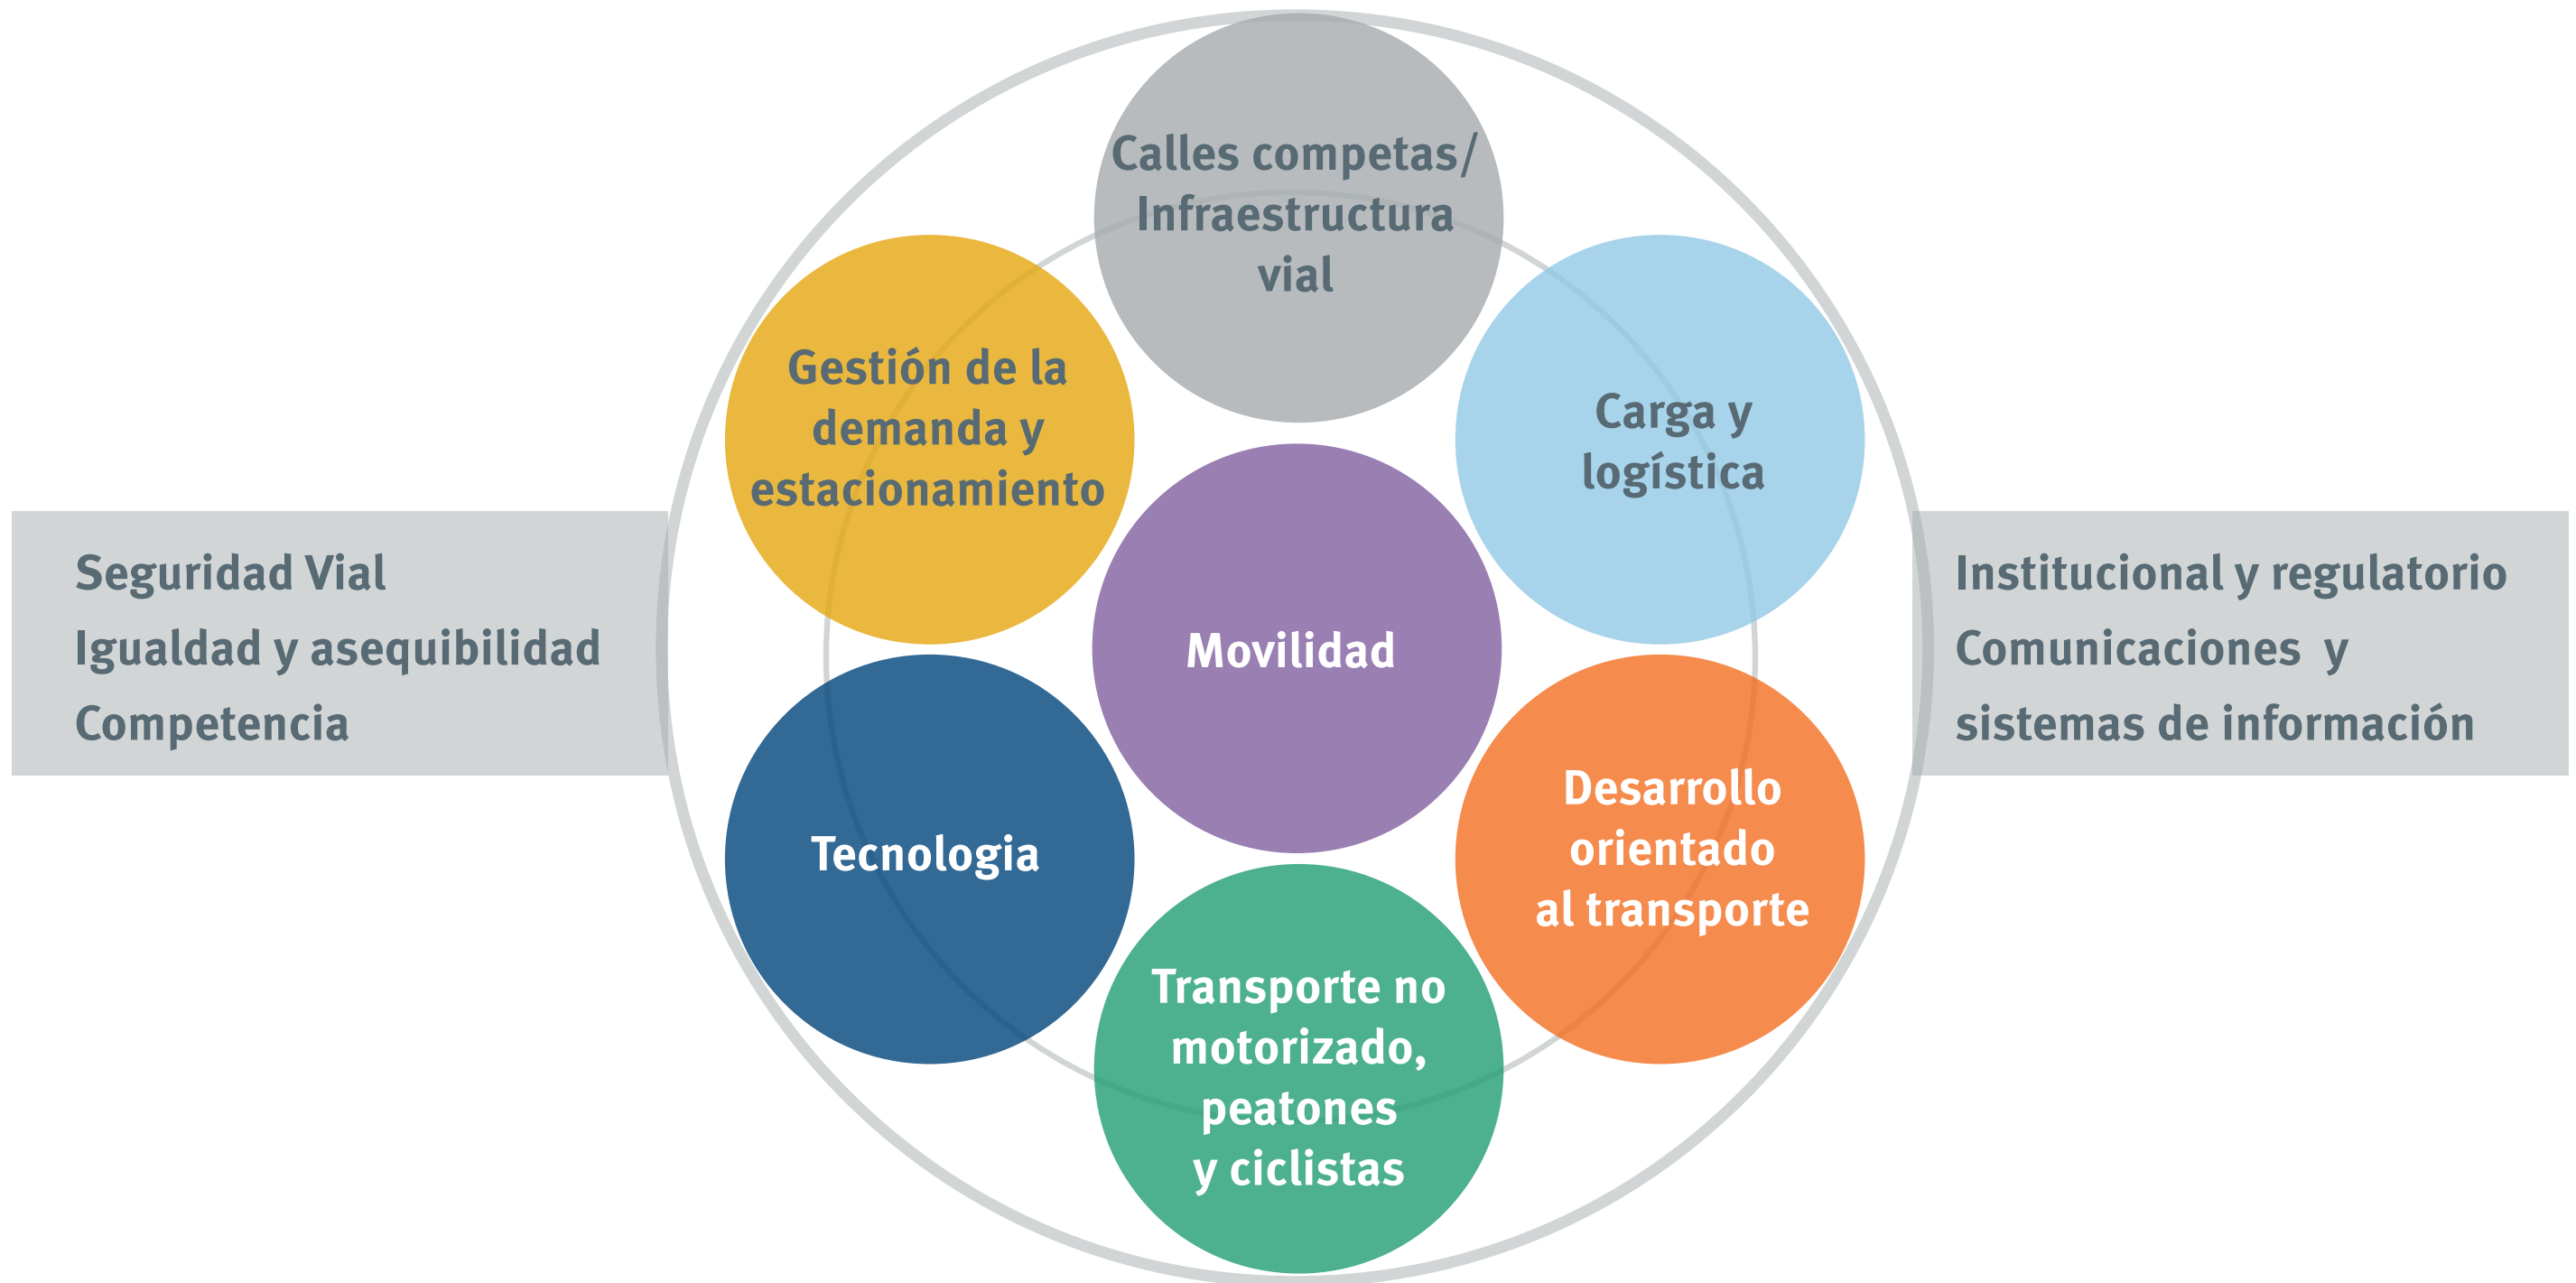 Calles competas/
Infraestructura
vial
Gestión de la
demanda y
estacionamiento
Carga y
logística
Seguridad Vial
Igualdad y asequibilidad
Competencia
Movilidad
Institucional y regulatorio
Comunicaciones y
sistemas de información
Tecnologia
Desarrollo
orientado
al transporte
Transporte no
motorizado,
peatones
y ciclistas